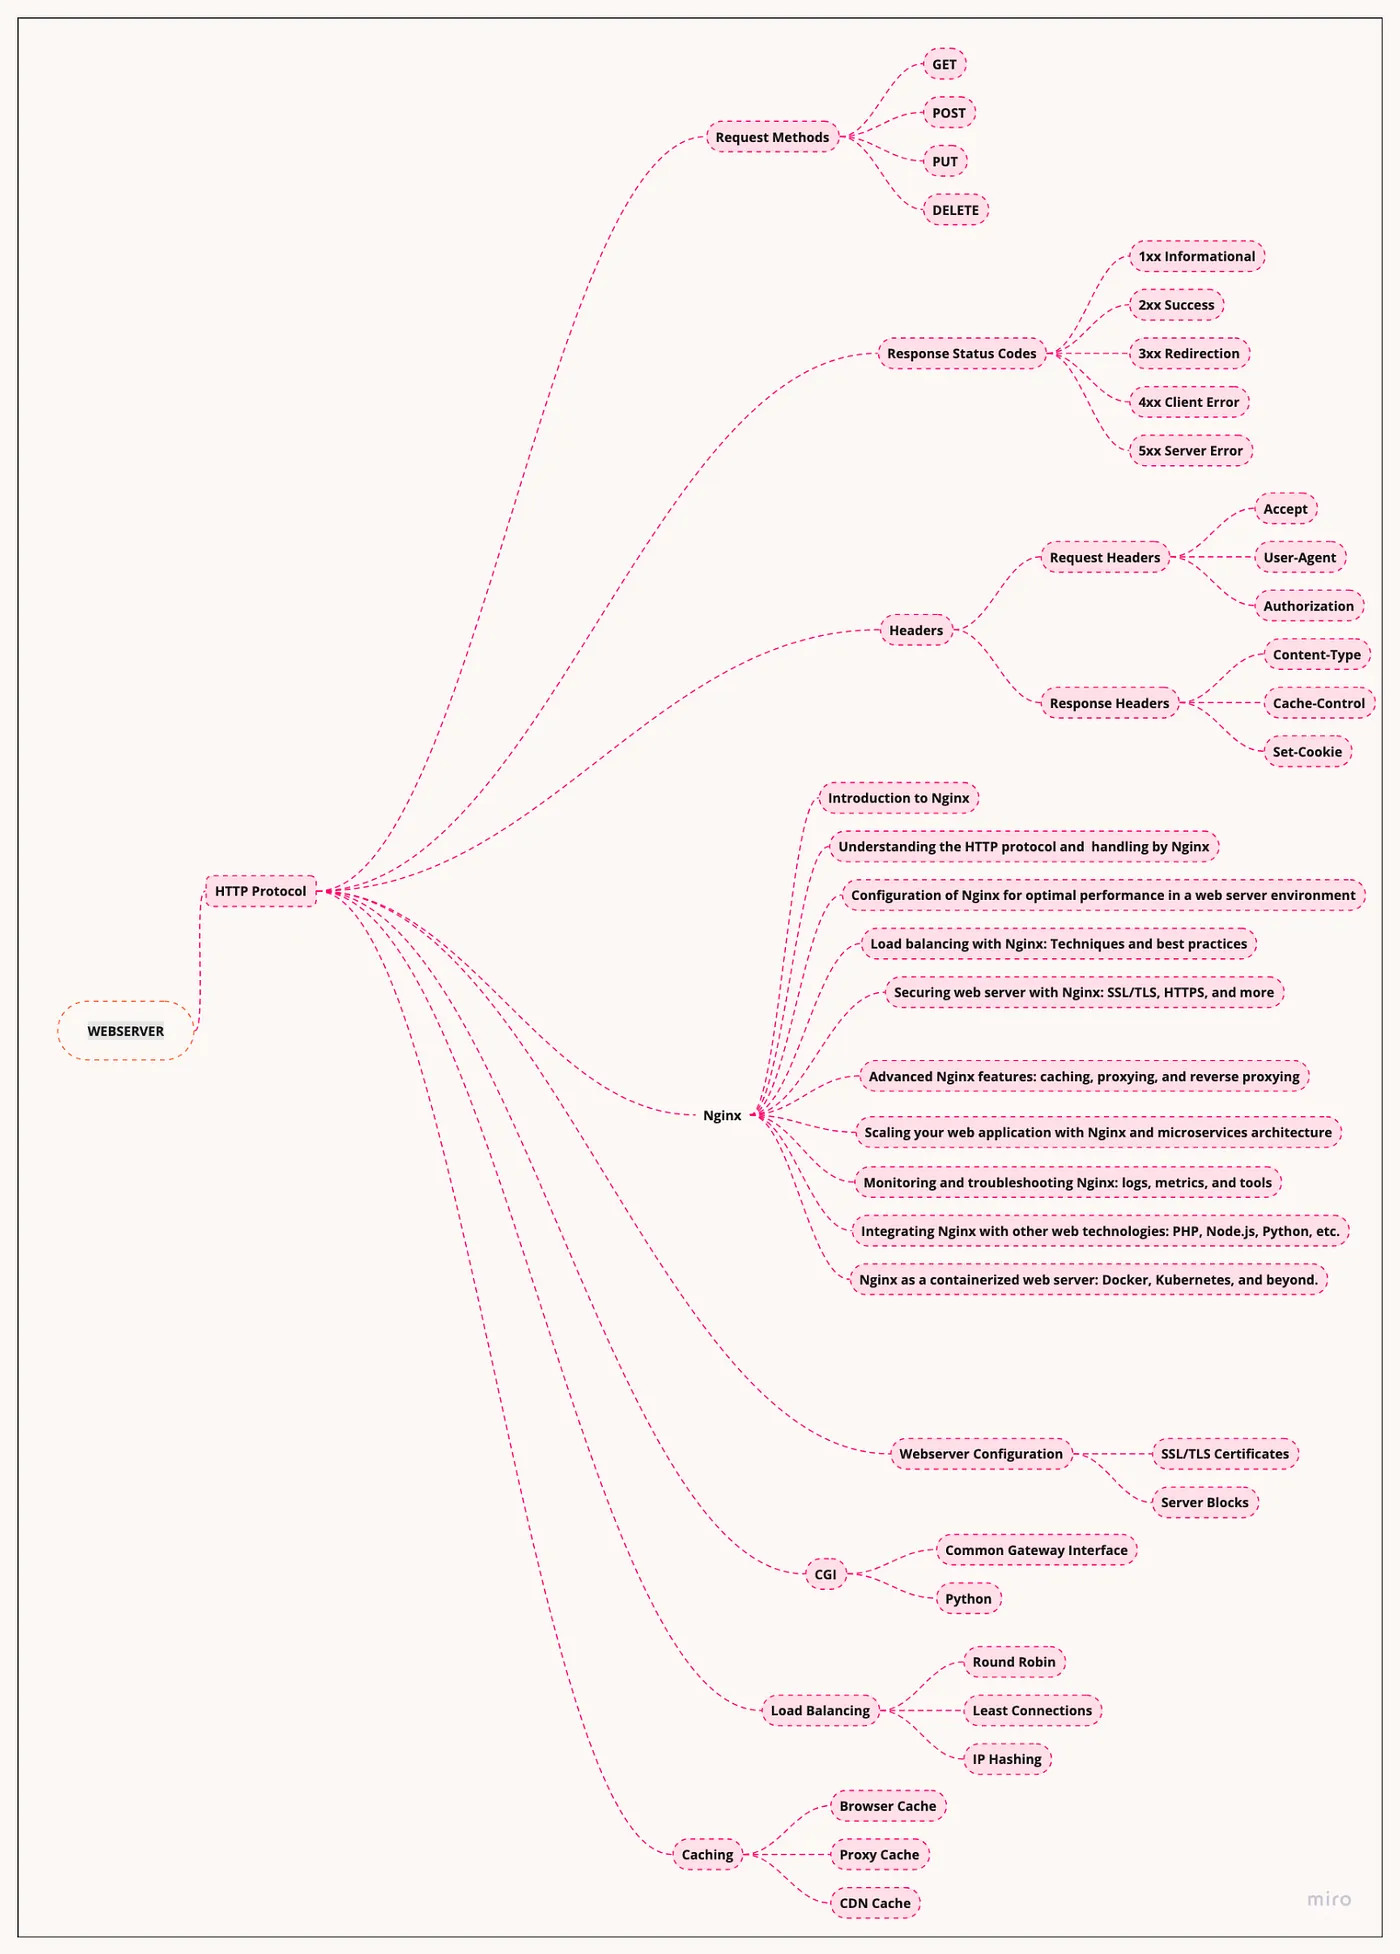 GET
POST
Request Methods
PUT
DELETE
1xx Informational
2xx Success
Response Status Codes
3xx Redirection
4xx Client Error
5xx Server Error
Accept
Request Headers
User-Agent
Authorization
Headers
Content-Type
Response Headers
Cache-Control
Set-Cookie
Introduction to Nginx
Understanding the HTTP protocol and  handling by Nginx
HTTP Protocol
Configuration of Nginx for optimal performance in a web server environment
Load balancing with Nginx: Techniques and best practices
Securing web server with Nginx: SSL/TLS, HTTPS, and more
WEBSERVER
Advanced Nginx features: caching, proxying, and reverse proxying
Nginx
Scaling your web application with Nginx and microservices architecture
Monitoring and troubleshooting Nginx: logs, metrics, and tools
Integrating Nginx with other web technologies: PHP, Node.js, Python, etc.
Nginx as a containerized web server: Docker, Kubernetes, and beyond.
Webserver Configuration
SSL/TLS Certificates
Server Blocks
Common Gateway Interface
CGI
Python
Round Robin
Load Balancing
Least Connections
IP Hashing
Browser Cache
Caching
Proxy Cache
CDN Cache
miro